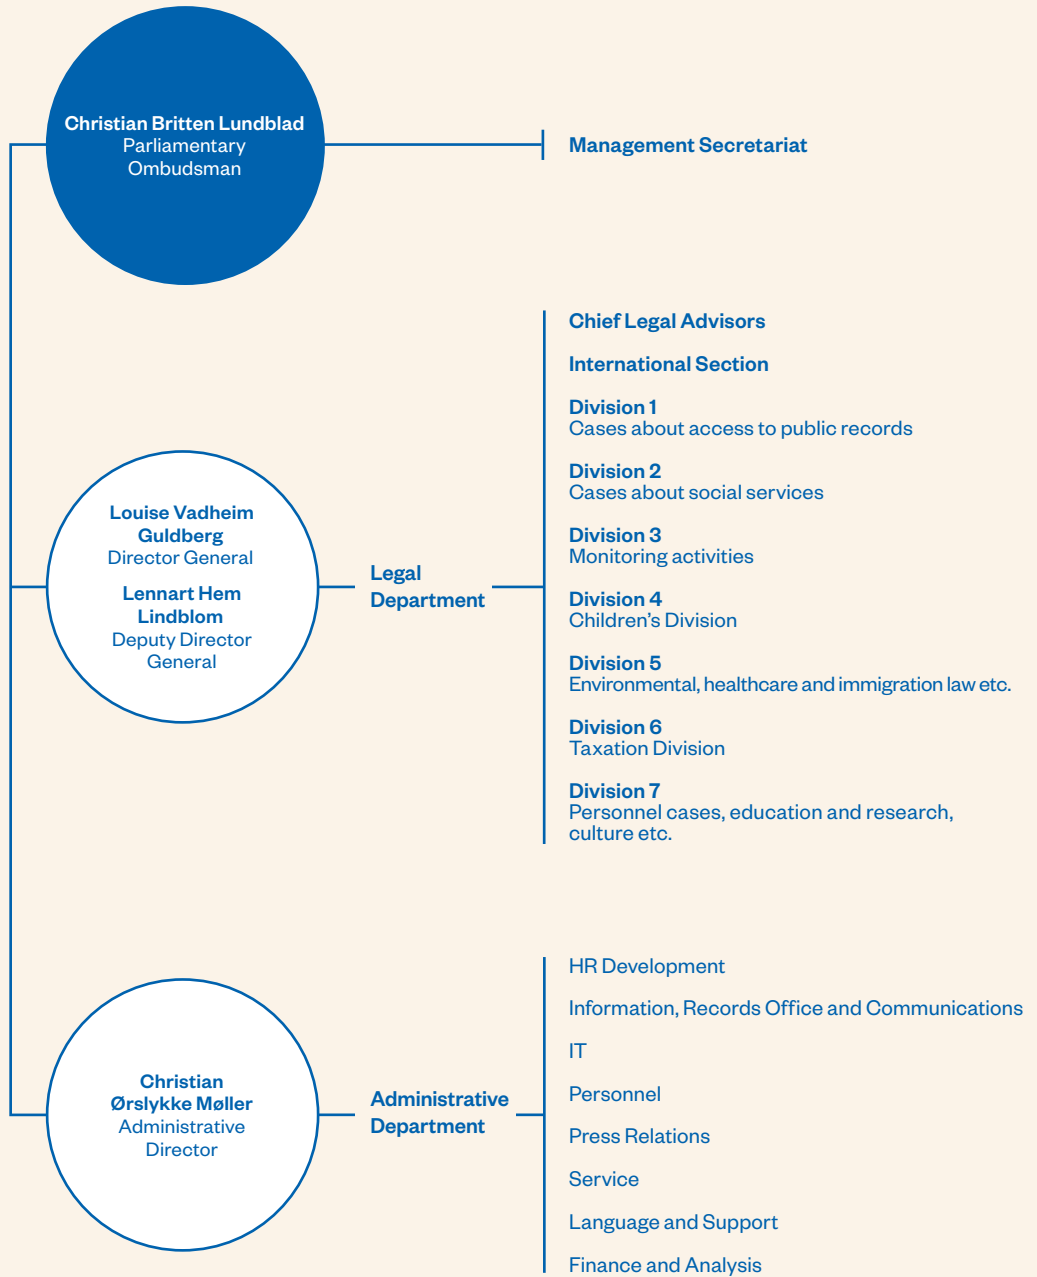 Christian Britten Lundblad
Parliamentary
Ombudsman
Management Secretariat
Louise Vadheim
Guldberg
Director General
Lennart Hem
Lindblom
Deputy Director
General
Legal
Department
Chief Legal Advisors
International Section
Division 1
Cases about access to public records
Division 2
Cases about social services
Division 3
Monitoring activities
Division 4
Children’s Division
Division 5
Environmental, healthcare and immigration law etc.
Division 6
Taxation Division
Division 7
Personnel cases, education and research,
culture etc.
Christian
Ørslykke Møller
Administrative
Director
Administrative
Department
HR Development
Information, Records Office and Communications
IT
Personnel
Press Relations
Service
Language and Support
Finance and Analysis